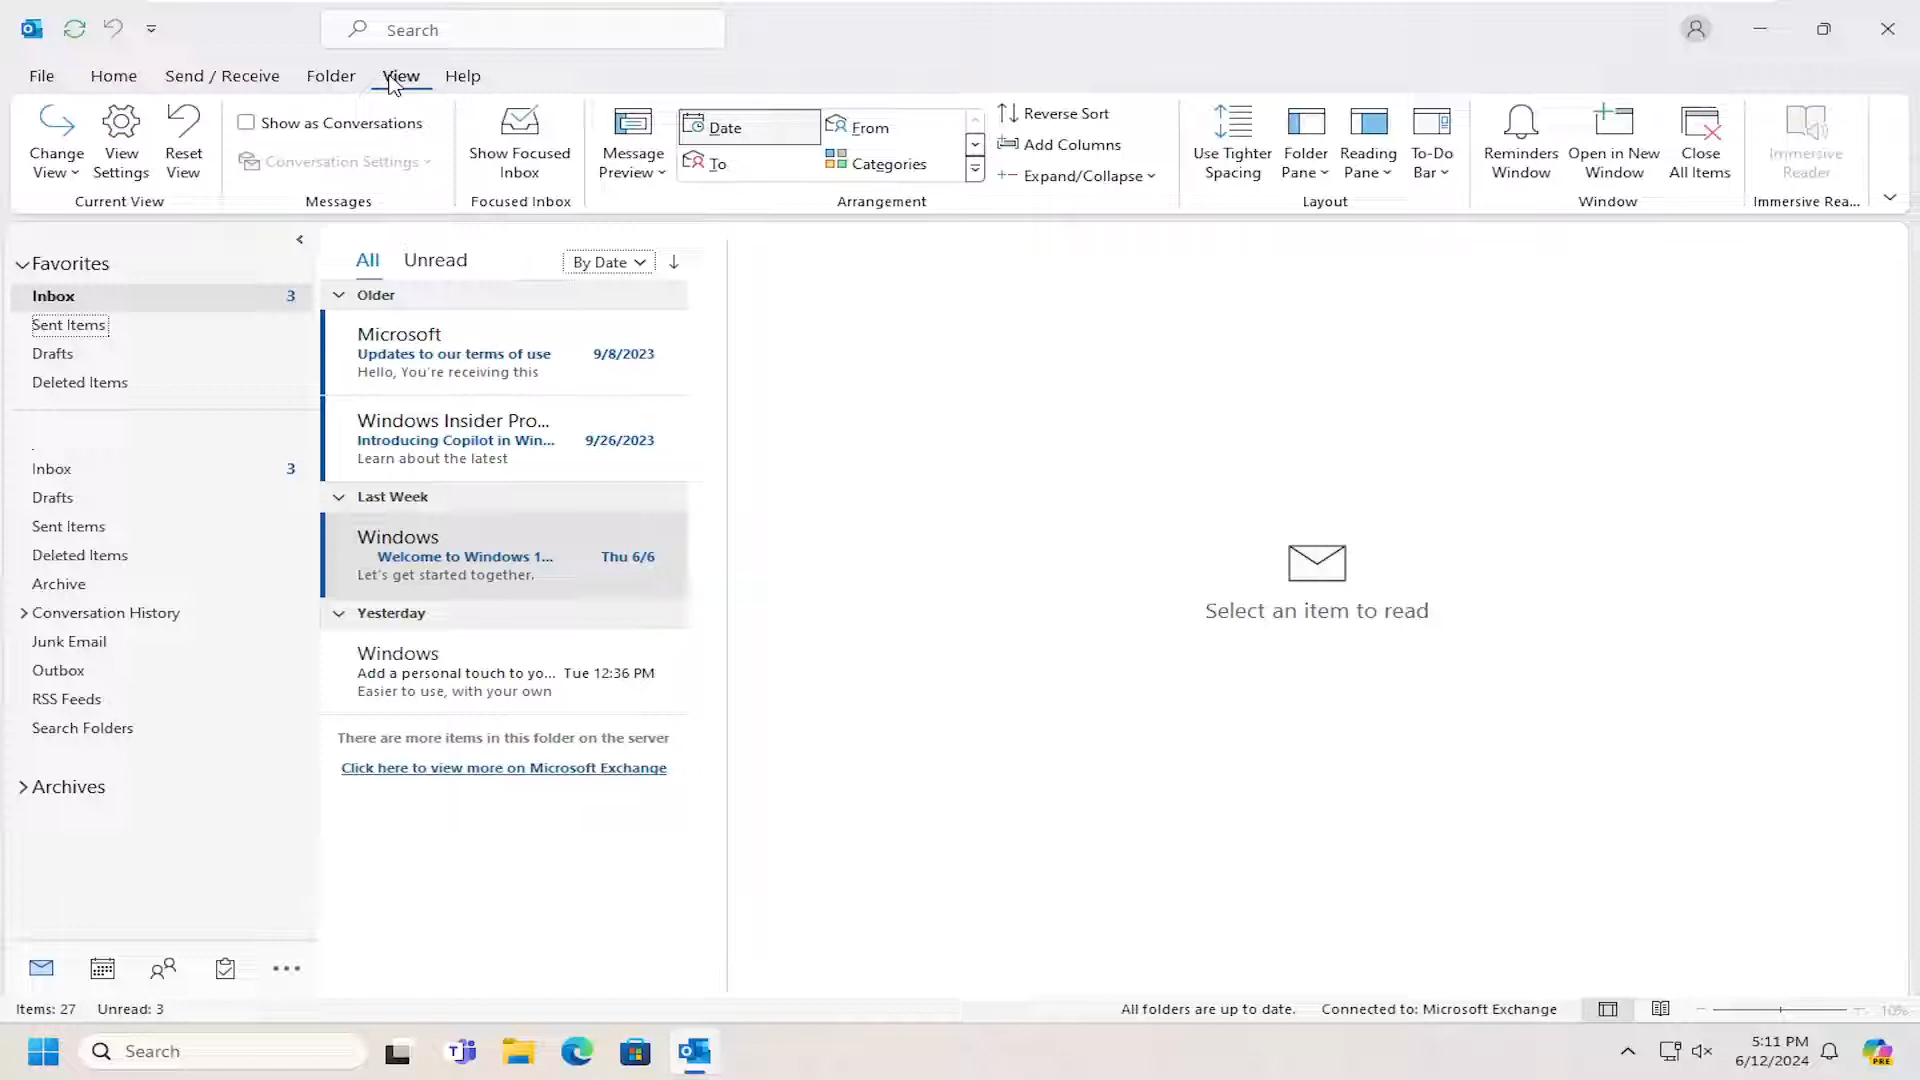 Search
File Home Send / Receive Folder View Help
Change View
View Settings
Reset View
Current View
Show as Conversations
Conversation Settings
Messages
Show Focused Inbox
Focused Inbox
Message Preview
Date
From
To
Categories
Reverse Sort
Add Columns
Expand/Collapse
Arrangement
Use Tighter Spacing
Folder Pane
Reading Pane
To-Do Bar
Layout
Reminders Window
Open in New Window
Close All Items
Window
Immersive Reader
Immersive Rea...
Favorites
Inbox 3
Sent Items
Drafts
Deleted Items
.
Inbox 3
Drafts
Sent Items
Deleted Items
Archive
Conversation History
Junk Email
Outbox
RSS Feeds
Search Folders
Archives
All Unread By Date
Older
Microsoft
Updates to our terms of use 9/8/2023
Hello, You're receiving this
Windows Insider Pro...
Introducing Copilot in Win... 9/26/2023
Learn about the latest
Last Week
Windows
Welcome to Windows 1... Thu 6/6
Let's get started together.
Yesterday
Windows
Add a personal touch to yo... Tue 12:36 PM
Easier to use, with your own
There are more items in this folder on the server
Click here to view more on Microsoft Exchange
Select an item to read
Items: 27 Unread: 3 All folders are up to date. Connected to: Microsoft Exchange
Search
5:11 PM
6/12/2024
PRE